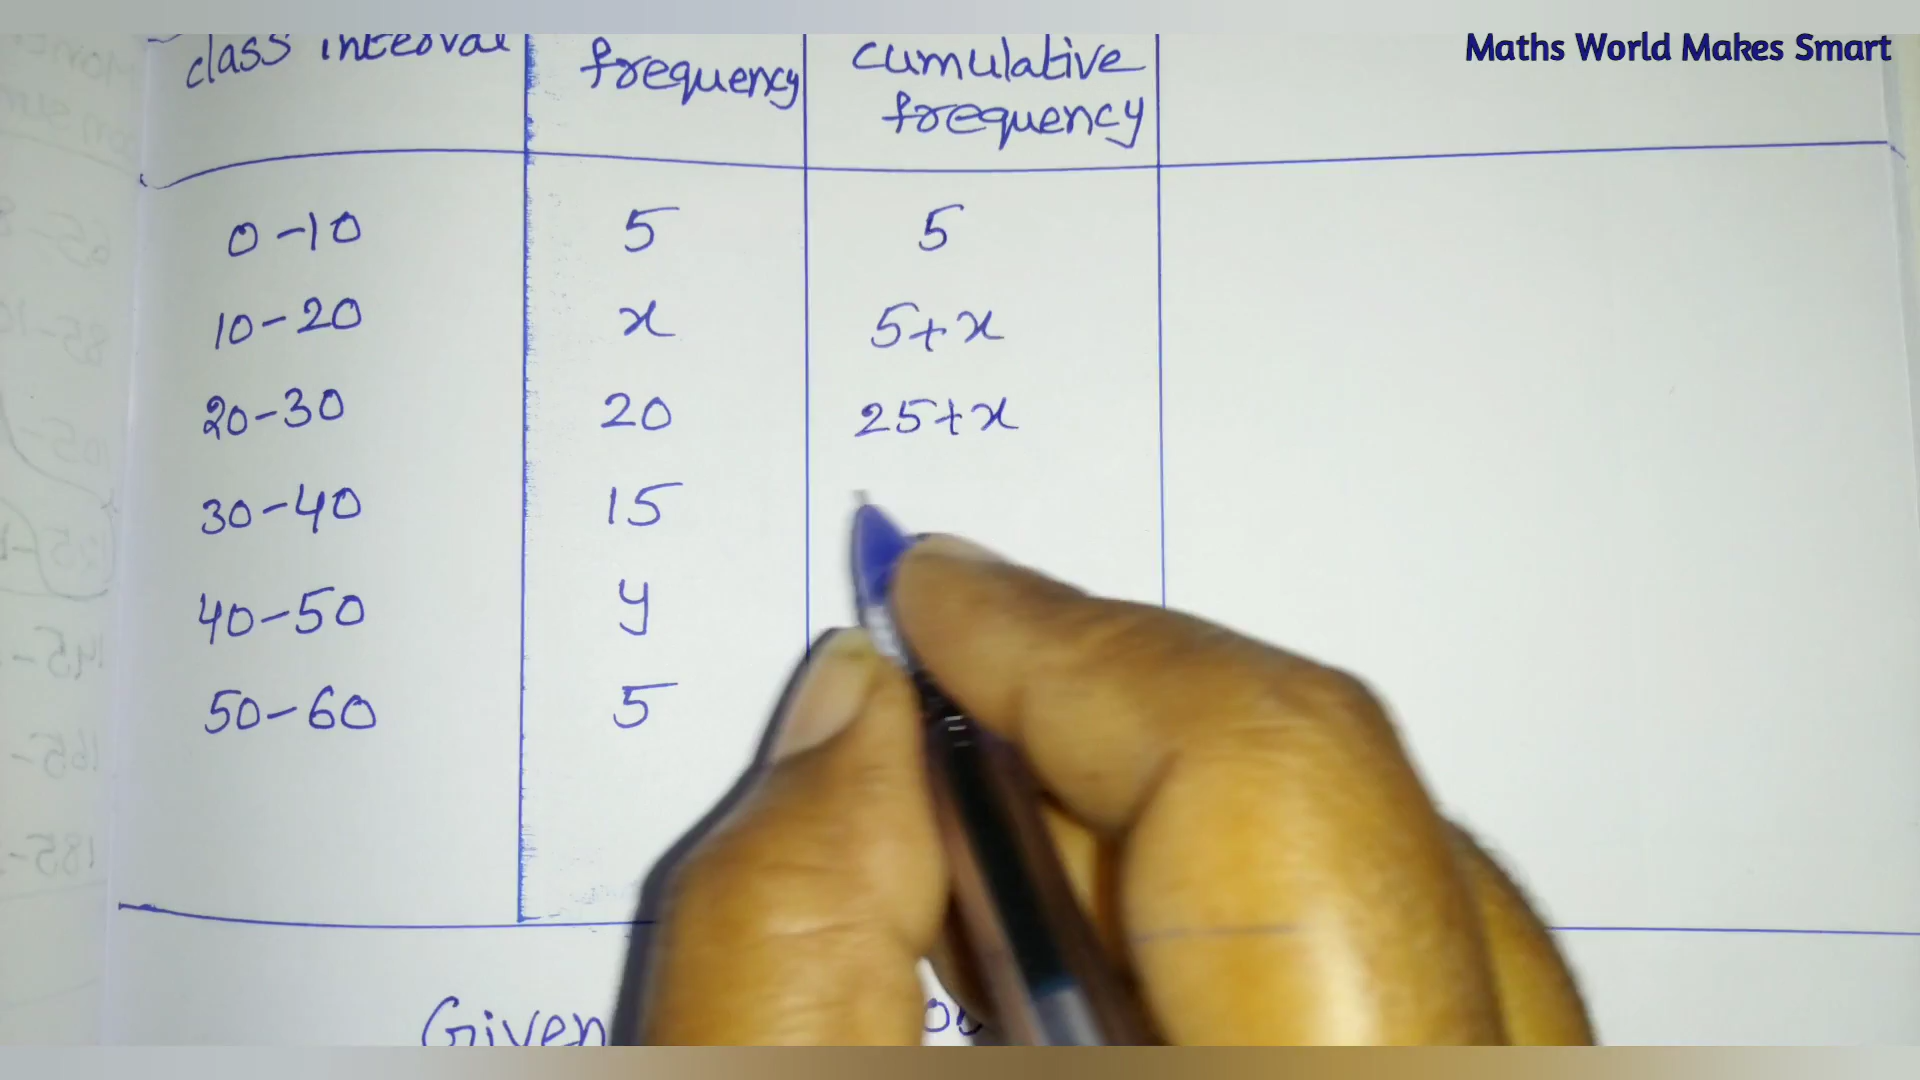 Maths World Makes Smart
class interval frequency cumulative
frequency
0-10 5 5
10-20 x 5+x
20-30 20 25+x
30-40 15
40-50 y
50-60 5
Given